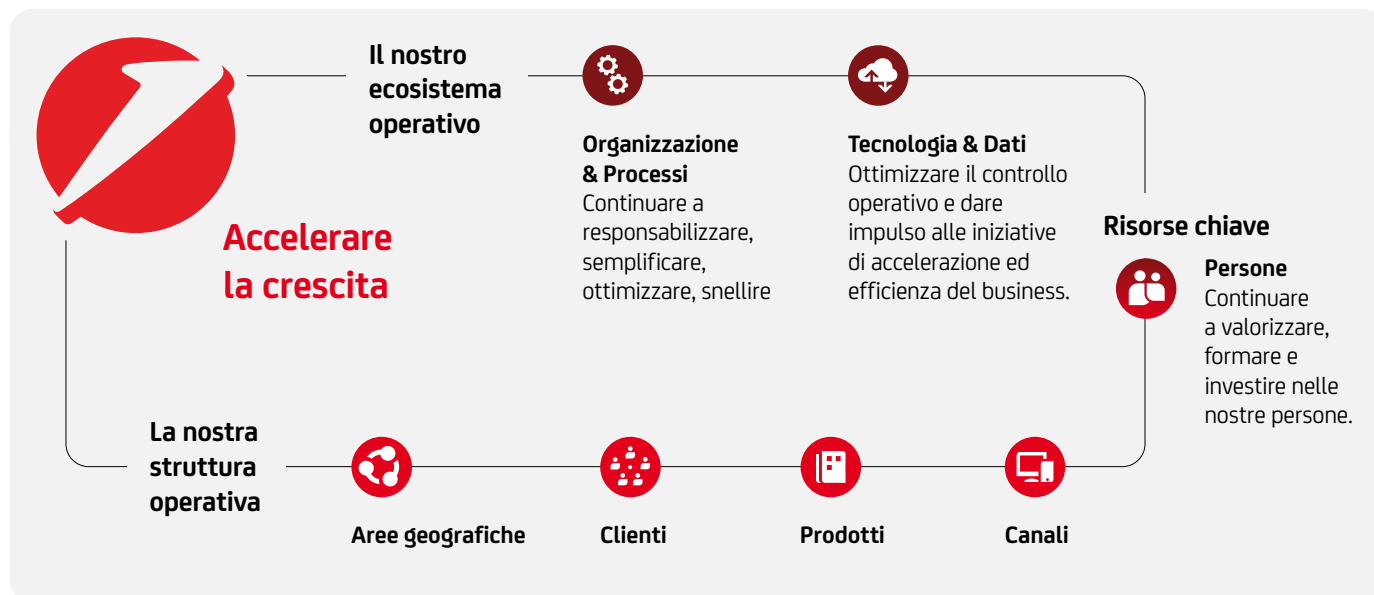 Il nostro
ecosistema
operativo
Organizzazione
& Processi
Continuare a
responsabilizzare,
semplificare,
ottimizzare, snellire
Tecnologia & Dati
Ottimizzare il controllo
operativo e dare
impulso alle iniziative
di accelerazione ed
efficienza del business.
Accelerare
la crescita
Risorse chiave
Persone
Continuare
a valorizzare,
formare e
investire nelle
nostre persone.
La nostra
struttura
operativa
Aree geografiche
Clienti
Prodotti
Canali